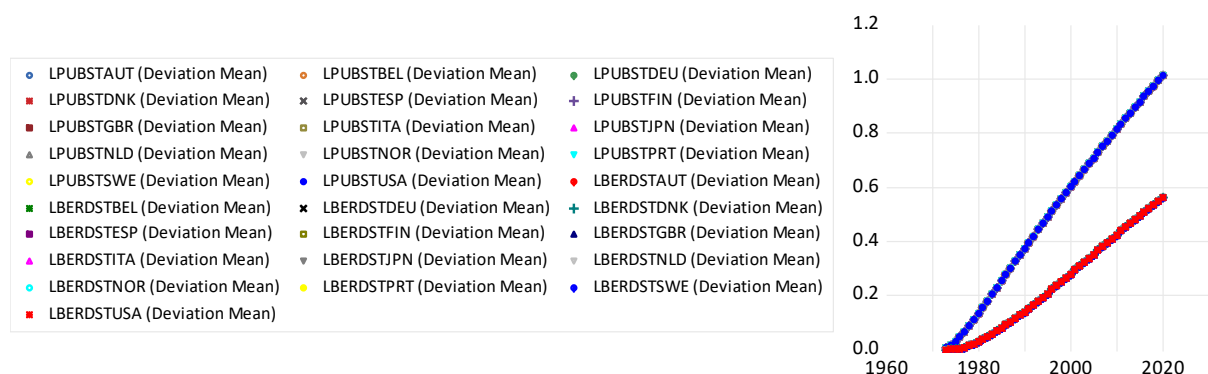 LPUBSTAUT (Deviation Mean) LPUBSTBEL (Deviation Mean) LPUBSTDEU (Deviation Mean)
LPUBSTDNK (Deviation Mean) LPUBSTESP (Deviation Mean) LPUBSTFIN (Deviation Mean)
LPUBSTGBR (Deviation Mean) LPUBSTITA (Deviation Mean) LPUBSTJPN (Deviation Mean)
LPUBSTNLD (Deviation Mean) LPUBSTNOR (Deviation Mean) LPUBSTPRT (Deviation Mean)
LPUBSTSWE (Deviation Mean) LPUBSTUSA (Deviation Mean) LBERDSTAUT (Deviation Mean)
LBERDSTBEL (Deviation Mean) LBERDSTDEU (Deviation Mean) LBERDSTDNK (Deviation Mean)
LBERDSTESP (Deviation Mean) LBERDSTFIN (Deviation Mean) LBERDSTGBR (Deviation Mean)
LBERDSTITA (Deviation Mean) LBERDSTJPN (Deviation Mean) LBERDSTNLD (Deviation Mean)
LBERDSTNOR (Deviation Mean) LBERDSTPRT (Deviation Mean) LBERDSTSWE (Deviation Mean)
LBERDSTUSA (Deviation Mean)
1.2
1.0
0.8
0.6
0.4
0.2
0.0
1960 1980 2000 2020